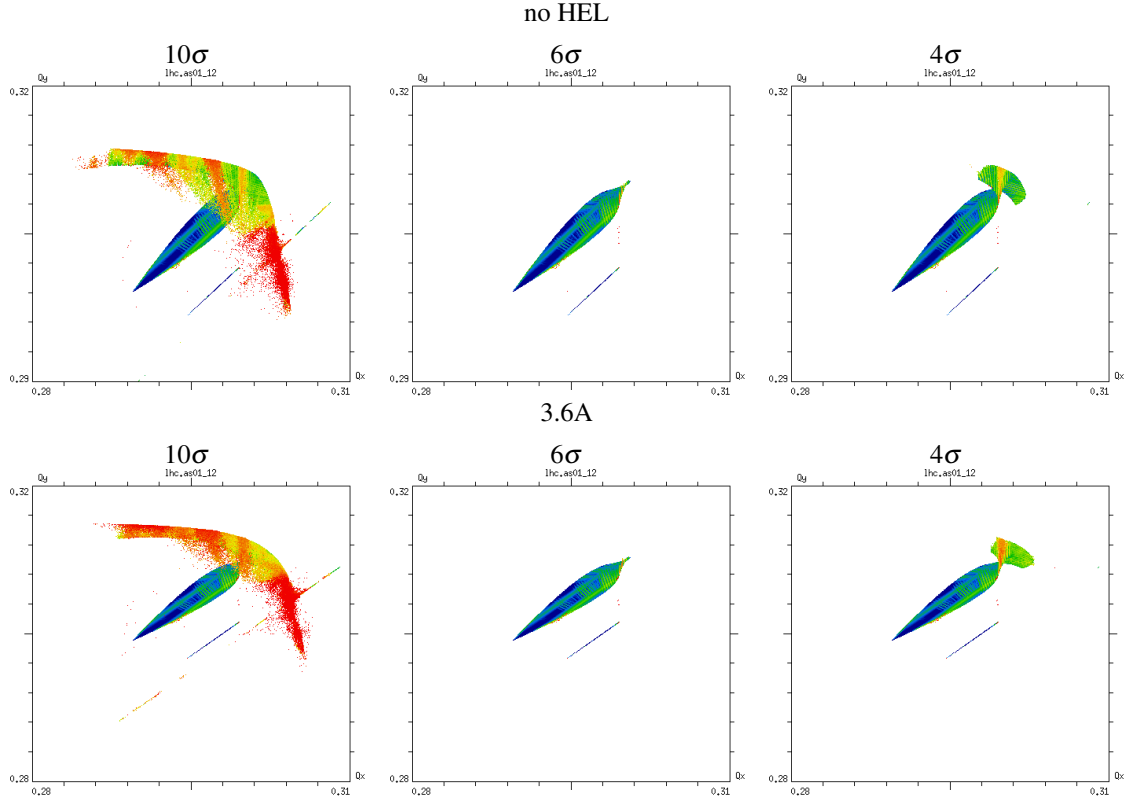 no HEL
10σ 6σ 4σ
lhc.as01_12 lhc.as01_12 lhc.as01_12
Qy Qy Qy
0.32 0.32 0.32
0.29 0.29 0.29
Qx Qx Qx
0.28 0.31 0.28 0.31 0.28 0.31
3.6A
10σ 6σ 4σ
lhc.as01_12 lhc.as01_12 lhc.as01_12
Qy Qy Qy
0.32 0.32 0.32
0.28 0.28 0.28
Qx Qx Qx
0.28 0.31 0.28 0.31 0.28 0.31